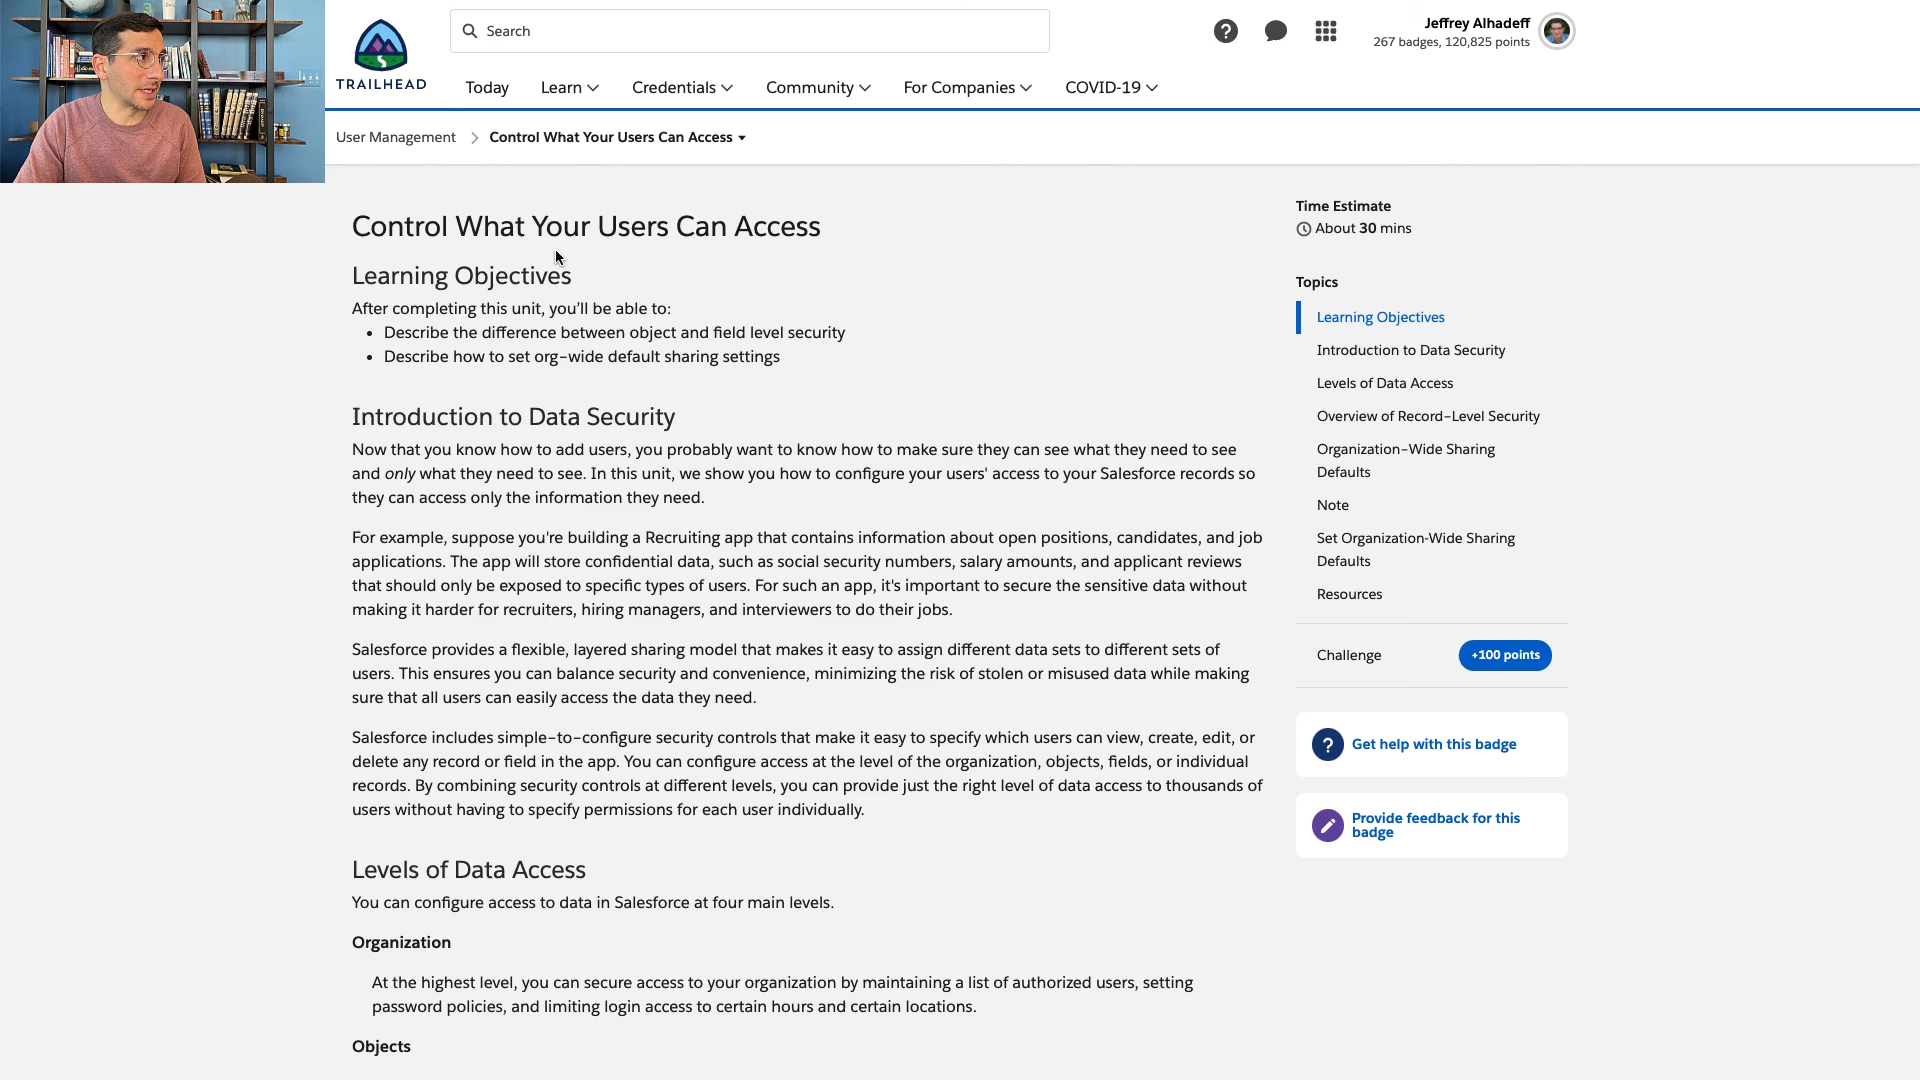 Search
Jeffrey Alhadeff
267 badges, 120,825 points
TRAILHEAD
Today
Learn
Credentials
Community
For Companies
COVID-19
User Management
Control What Your Users Can Access
Control What Your Users Can Access
Learning Objectives
After completing this unit, you’ll be able to:
• Describe the difference between object and field level security
• Describe how to set org-wide default sharing settings
Introduction to Data Security
Now that you know how to add users, you probably want to know how to make sure they can see what they need to see
and only what they need to see. In this unit, we show you how to configure your users' access to your Salesforce records so
they can access only the information they need.
For example, suppose you're building a Recruiting app that contains information about open positions, candidates, and job
applications. The app will store confidential data, such as social security numbers, salary amounts, and applicant reviews
that should only be exposed to specific types of users. For such an app, it's important to secure the sensitive data without
making it harder for recruiters, hiring managers, and interviewers to do their jobs.
Salesforce provides a flexible, layered sharing model that makes it easy to assign different data sets to different sets of
users. This ensures you can balance security and convenience, minimizing the risk of stolen or misused data while making
sure that all users can easily access the data they need.
Salesforce includes simple-to-configure security controls that make it easy to specify which users can view, create, edit, or
delete any record or field in the app. You can configure access at the level of the organization, objects, fields, or individual
records. By combining security controls at different levels, you can provide just the right level of data access to thousands of
users without having to specify permissions for each user individually.
Levels of Data Access
You can configure access to data in Salesforce at four main levels.
Organization
At the highest level, you can secure access to your organization by maintaining a list of authorized users, setting
password policies, and limiting login access to certain hours and certain locations.
Objects
Time Estimate
About 30 mins
Topics
Learning Objectives
Introduction to Data Security
Levels of Data Access
Overview of Record-Level Security
Organization-Wide Sharing
Defaults
Note
Set Organization-Wide Sharing
Defaults
Resources
Challenge
+100 points
Get help with this badge
Provide feedback for this
badge